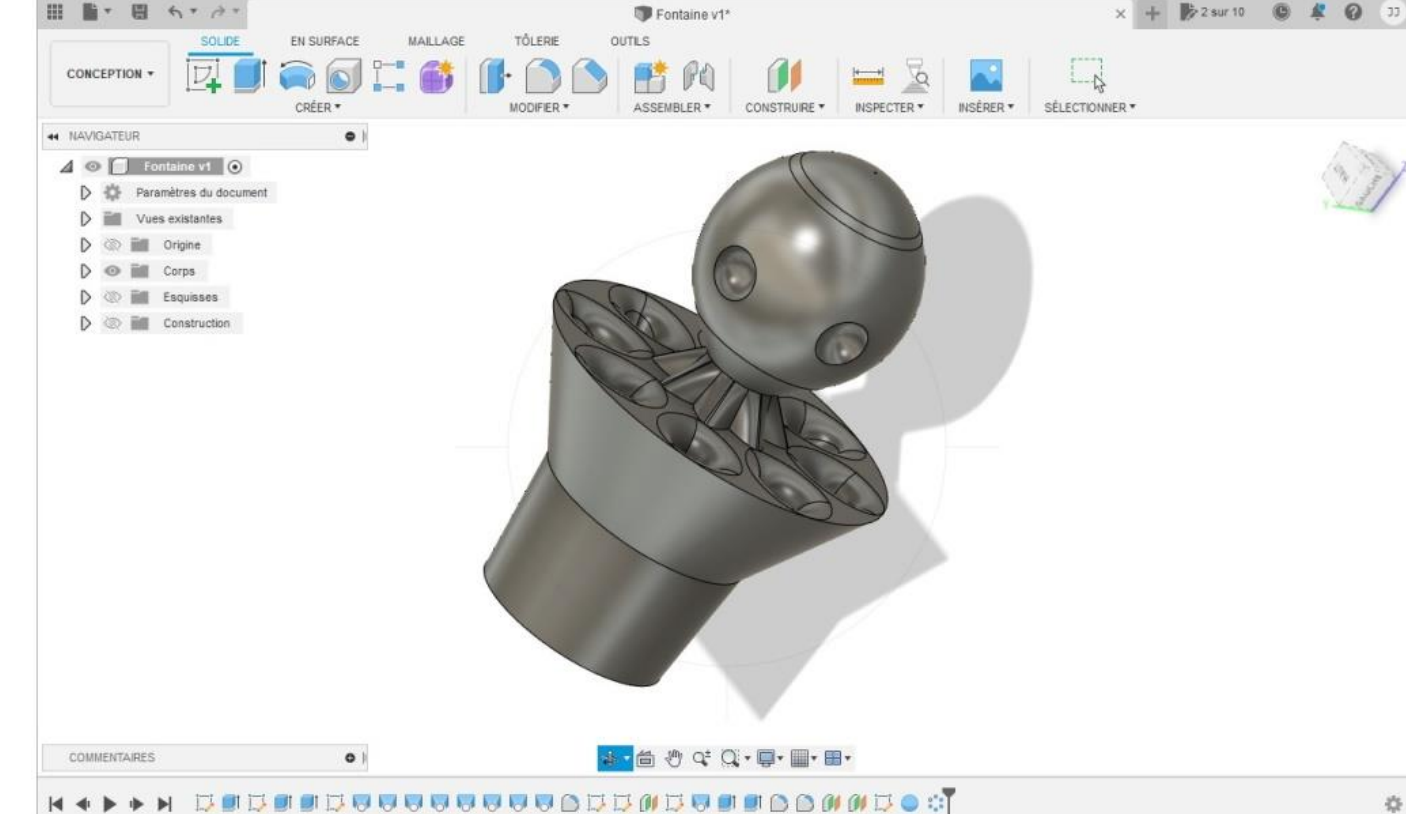 Fontaine v1*
2 sur 10
JJ
SOLIDE EN SURFACE MAILLAGE TÔLERIE OUTILS
CONCEPTION
CRÉER MODIFIER ASSEMBLER CONSTRUIRE INSPECTER INSÉRER SÉLECTIONNER
NAVIGATEUR
Fontaine v1
Paramètres du document
Vues existantes
Origine
Corps
Esquisses
Construction
COMMENTAIRES